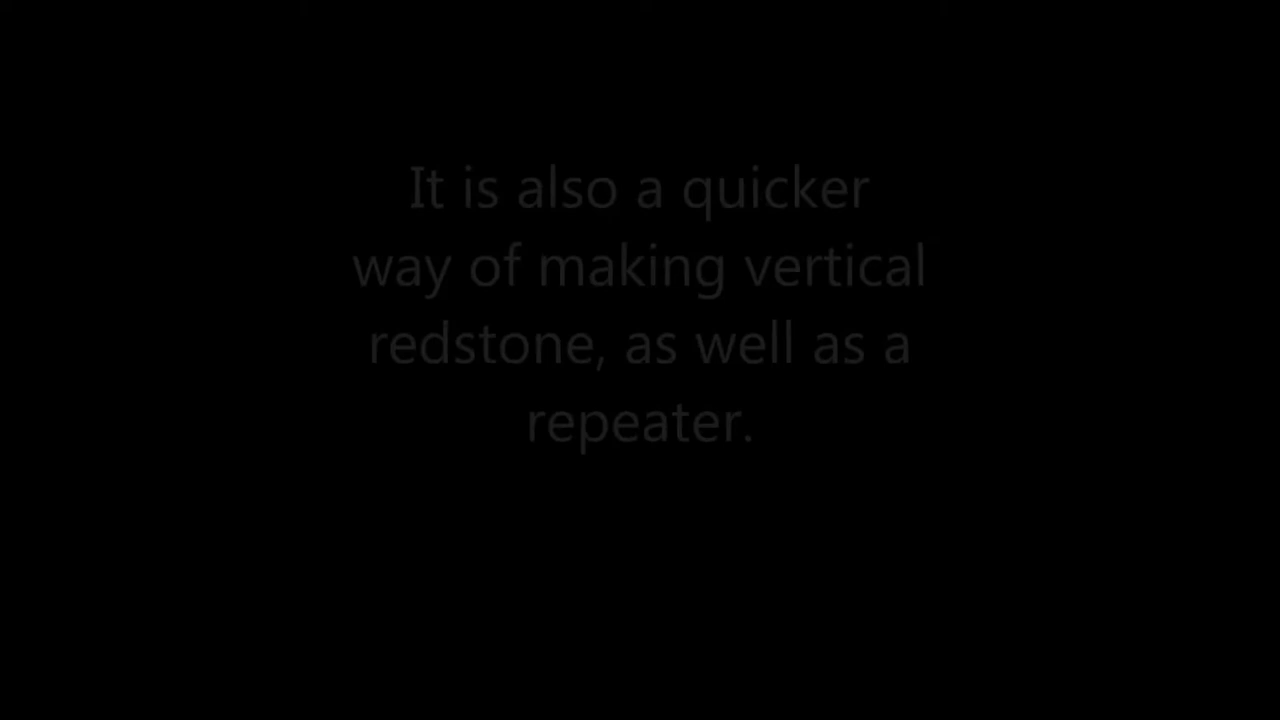 It is also a quicker
way of making vertical
redstone, as well as a
repeater.